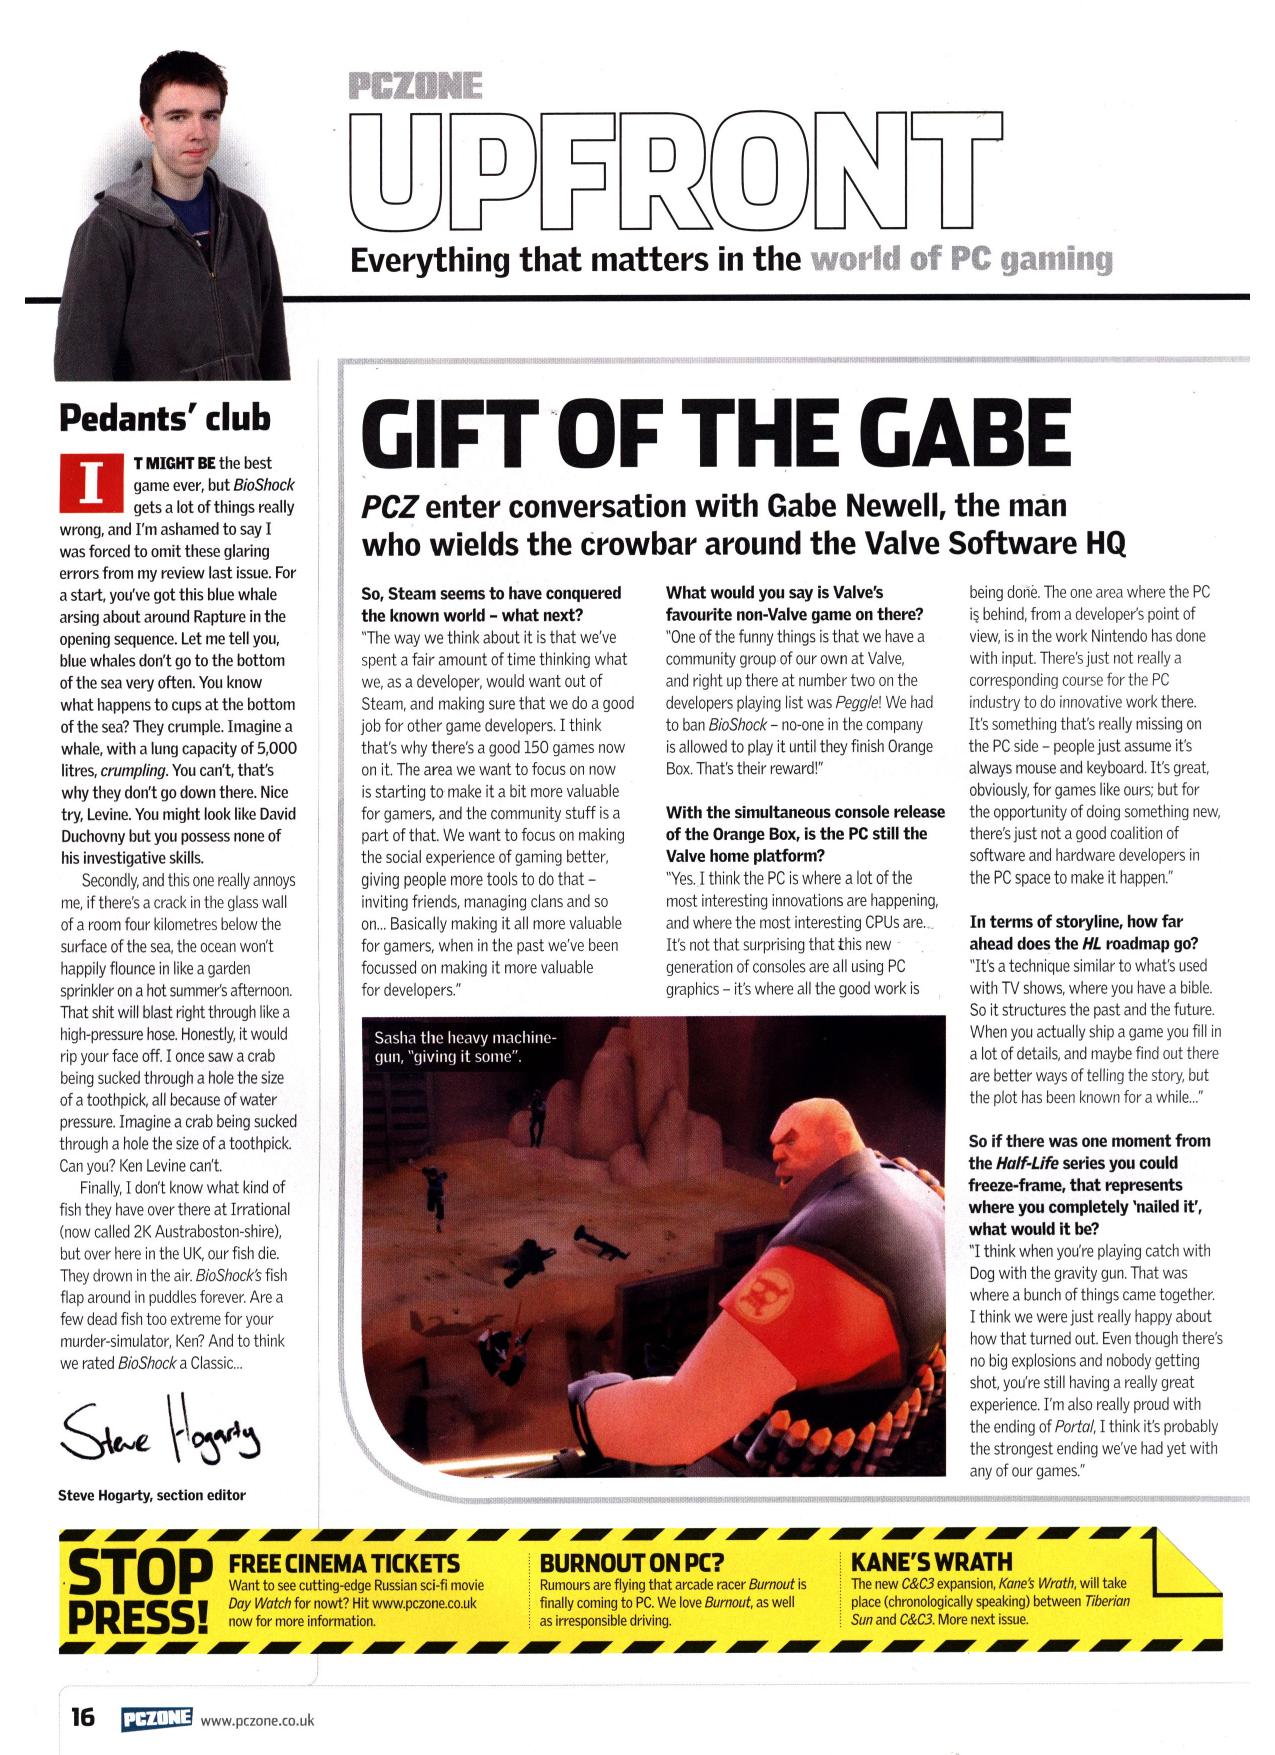 PCZONE
UPFRONT
Everything that matters in the world of PC gaming
Pedants' club
IT MIGHT BE the best
game ever, but BioShock
gets a lot of things really
wrong, and I'm ashamed to say I
was forced to omit these glaring
errors from my review last issue. For
a start, you've got this blue whale
arsing about around Rapture in the
opening sequence. Let me tell you,
blue whales don't go to the bottom
of the sea very often. You know
what happens to cups at the bottom
of the sea? They crumple. Imagine a
whale, with a lung capacity of 5,000
litres, crumpling. You can't, that's
why they don't go down there. Nice
try, Levine. You might look like David
Duchovny but you possess none of
his investigative skills.
Secondly, and this one really annoys
me, if there's a crack in the glass wall
of a room four kilometres below the
surface of the sea, the ocean won't
happily flounce in like a garden
sprinkler on a hot summer's afternoon.
That shit will blast right through like a
high-pressure hose. Honestly, it would
rip your face off. I once saw a crab
being sucked through a hole the size
of a toothpick, all because of water
pressure. Imagine a crab being sucked
through a hole the size of a toothpick.
Can you? Ken Levine can't.
Finally, I don't know what kind of
fish they have over there at Irrational
(now called 2K Austraboston-shire),
but over here in the UK, our fish die.
They drown in the air. BioShock's fish
flap around in puddles forever. Are a
few dead fish too extreme for your
murder-simulator, Ken? And to think
we rated BioShock a Classic...
Steve Hogarty
Steve Hogarty, section editor
GIFT OF THE GABE
PCZ enter conversation with Gabe Newell, the man
who wields the crowbar around the Valve Software HQ
So, Steam seems to have conquered
the known world – what next?
"The way we think about it is that we've
spent a fair amount of time thinking what
we, as a developer, would want out of
Steam, and making sure that we do a good
job for other game developers. I think
that's why there's a good 150 games now
on it. The area we want to focus on now
is starting to make it a bit more valuable
for gamers, and the community stuff is a
part of that. We want to focus on making
the social experience of gaming better,
giving people more tools to do that –
inviting friends, managing clans and so
on... Basically making it all more valuable
for gamers, when in the past we've been
focussed on making it more valuable
for developers."
What would you say is Valve's
favourite non-Valve game on there?
"One of the funny things is that we have a
community group of our own at Valve,
and right up there at number two on the
developers playing list was Peggle! We had
to ban BioShock – no-one in the company
is allowed to play it until they finish Orange
Box. That's their reward!"
With the simultaneous console release
of the Orange Box, is the PC still the
Valve home platform?
"Yes. I think the PC is where a lot of the
most interesting innovations are happening,
and where the most interesting CPUs are...
It's not that surprising that this new
generation of consoles are all using PC
graphics – it's where all the good work is
being done. The one area where the PC
is behind, from a developer's point of
view, is in the work Nintendo has done
with input. There's just not really a
corresponding course for the PC
industry to do innovative work there.
It's something that's really missing on
the PC side – people just assume it's
always mouse and keyboard. It's great,
obviously, for games like ours; but for
the opportunity of doing something new,
there's just not a good coalition of
software and hardware developers in
the PC space to make it happen."
In terms of storyline, how far
ahead does the HL roadmap go?
"It's a technique similar to what's used
with TV shows, where you have a bible.
So it structures the past and the future.
When you actually ship a game you fill in
a lot of details, and maybe find out there
are better ways of telling the story, but
the plot has been known for a while..."
So if there was one moment from
the Half-Life series you could
freeze-frame, that represents
where you completely 'nailed it',
what would it be?
"I think when you're playing catch with
Dog with the gravity gun. That was
where a bunch of things came together.
I think we were just really happy about
how that turned out. Even though there's
no big explosions and nobody getting
shot, you're still having a really great
experience. I'm also really proud with
the ending of Portal, I think it's probably
the strongest ending we've had yet with
any of our games."
Sasha the heavy machine-
gun, "giving it some".
STOP
PRESS!
FREE CINEMA TICKETS
Want to see cutting-edge Russian sci-fi movie
Day Watch for nowt? Hit www.pczone.co.uk
now for more information.
BURNOUT ON PC?
Rumours are flying that arcade racer Burnout is
finally coming to PC. We love Burnout, as well
as irresponsible driving.
KANE'S WRATH
The new C&C3 expansion, Kane's Wrath, will take
place (chronologically speaking) between Tiberian
Sun and C&C3. More next issue.
16 PCZONE www.pczone.co.uk